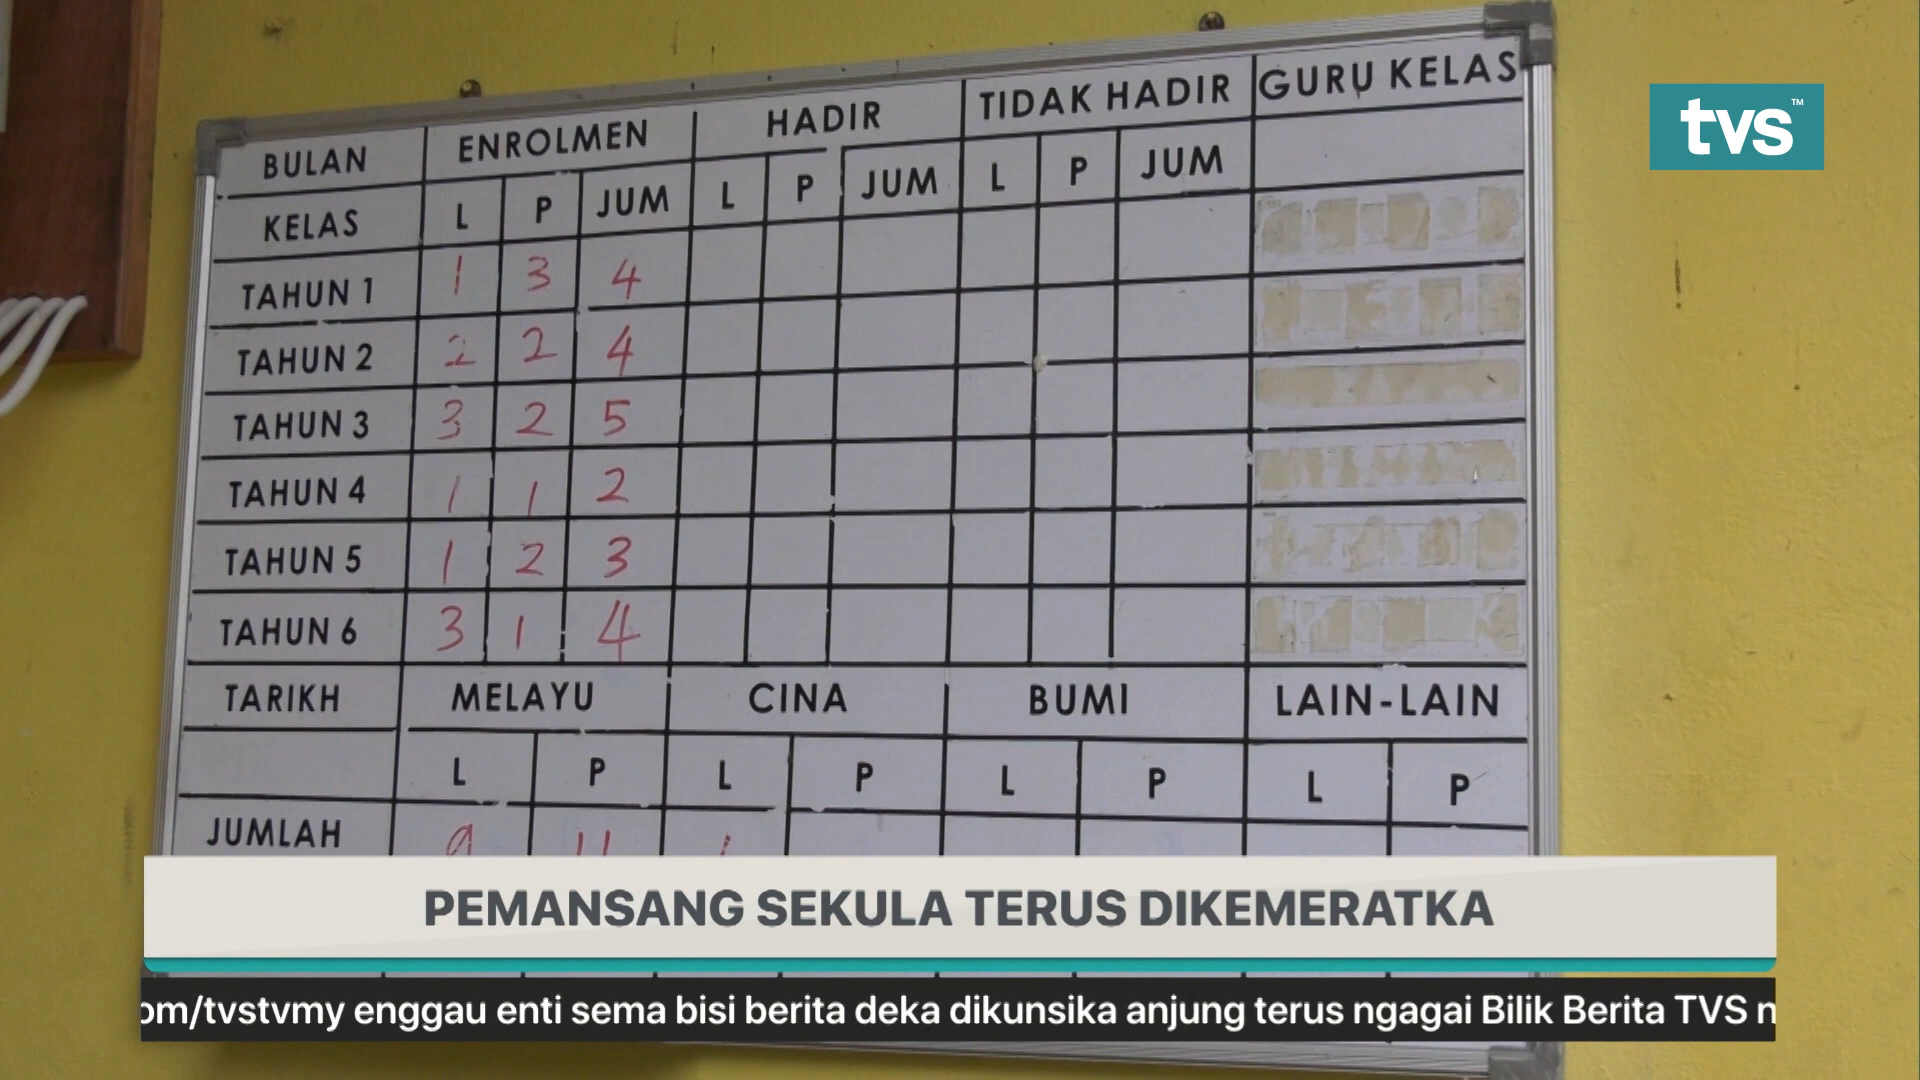 tvs™
BULAN ENROLMEN HADIR TIDAK HADIR GURU KELAS
KELAS L P JUM L P JUM L P JUM
TAHUN 1 1 3 4
TAHUN 2 2 2 4
TAHUN 3 3 2 5
TAHUN 4 1 1 2
TAHUN 5 1 2 3
TAHUN 6 3 1 4
TARIKH MELAYU CINA BUMI LAIN-LAIN
L P L P L P L P
JUMLAH
PEMANSANG SEKULA TERUS DIKEMERATKA
om/tvstvmy enggau enti sema bisi berita deka dikunsika anjung terus ngagai Bilik Berita TVS